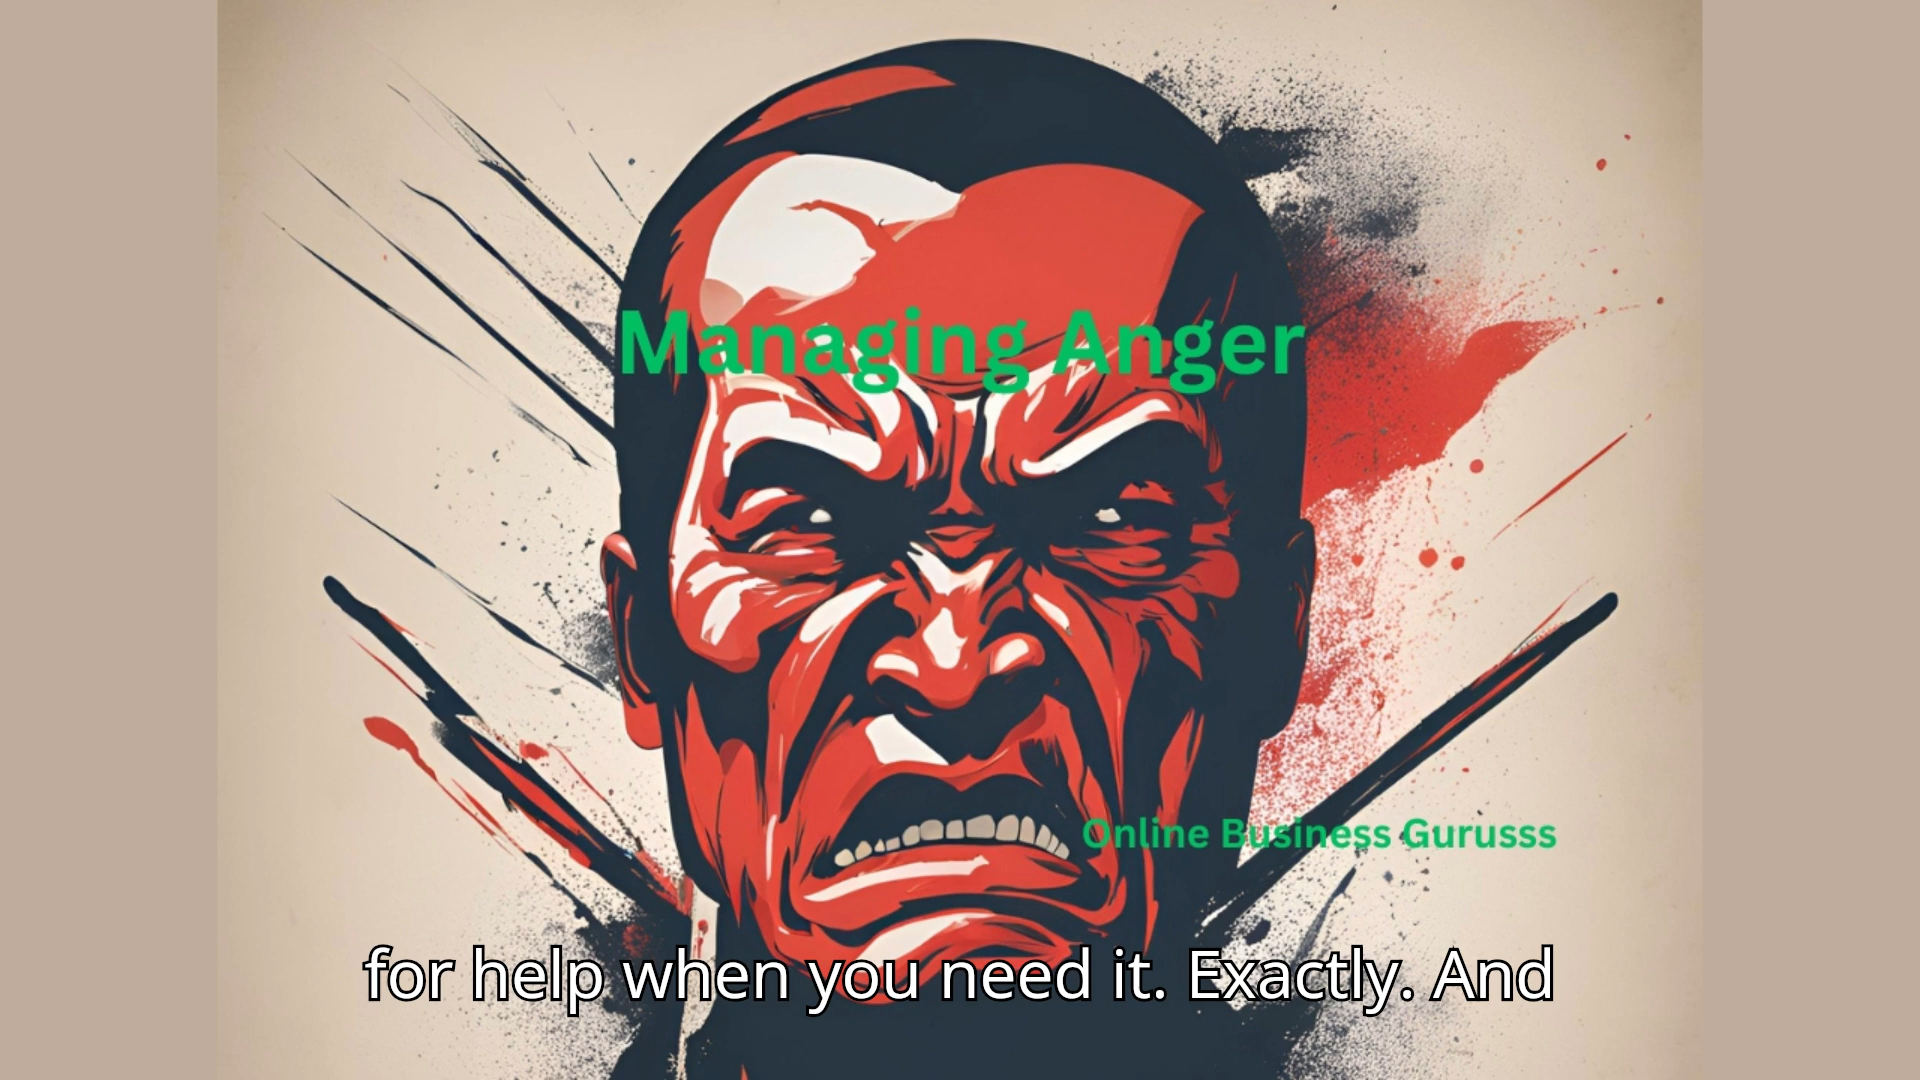 Managing Anger
Online Business Gurusss
for help when you need it. Exactly. And